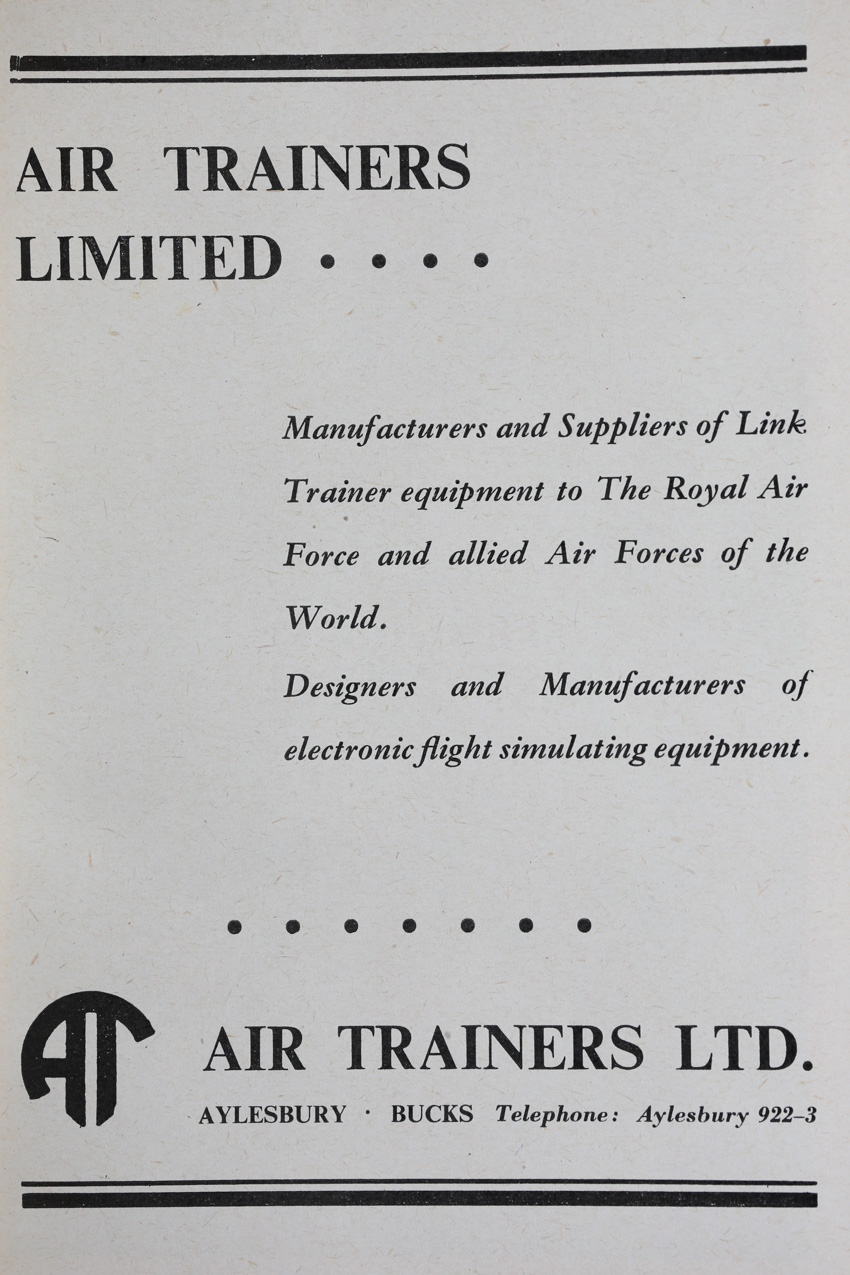 AIR TRAINERS
LIMITED • • • •
Manufacturers and Suppliers of Link
Trainer equipment to The Royal Air
Force and allied Air Forces of the
World.
Designers and Manufacturers of
electronic flight simulating equipment.
• • • • • • •
AT
AIR TRAINERS LTD.
AYLESBURY · BUCKS Telephone: Aylesbury 922–3